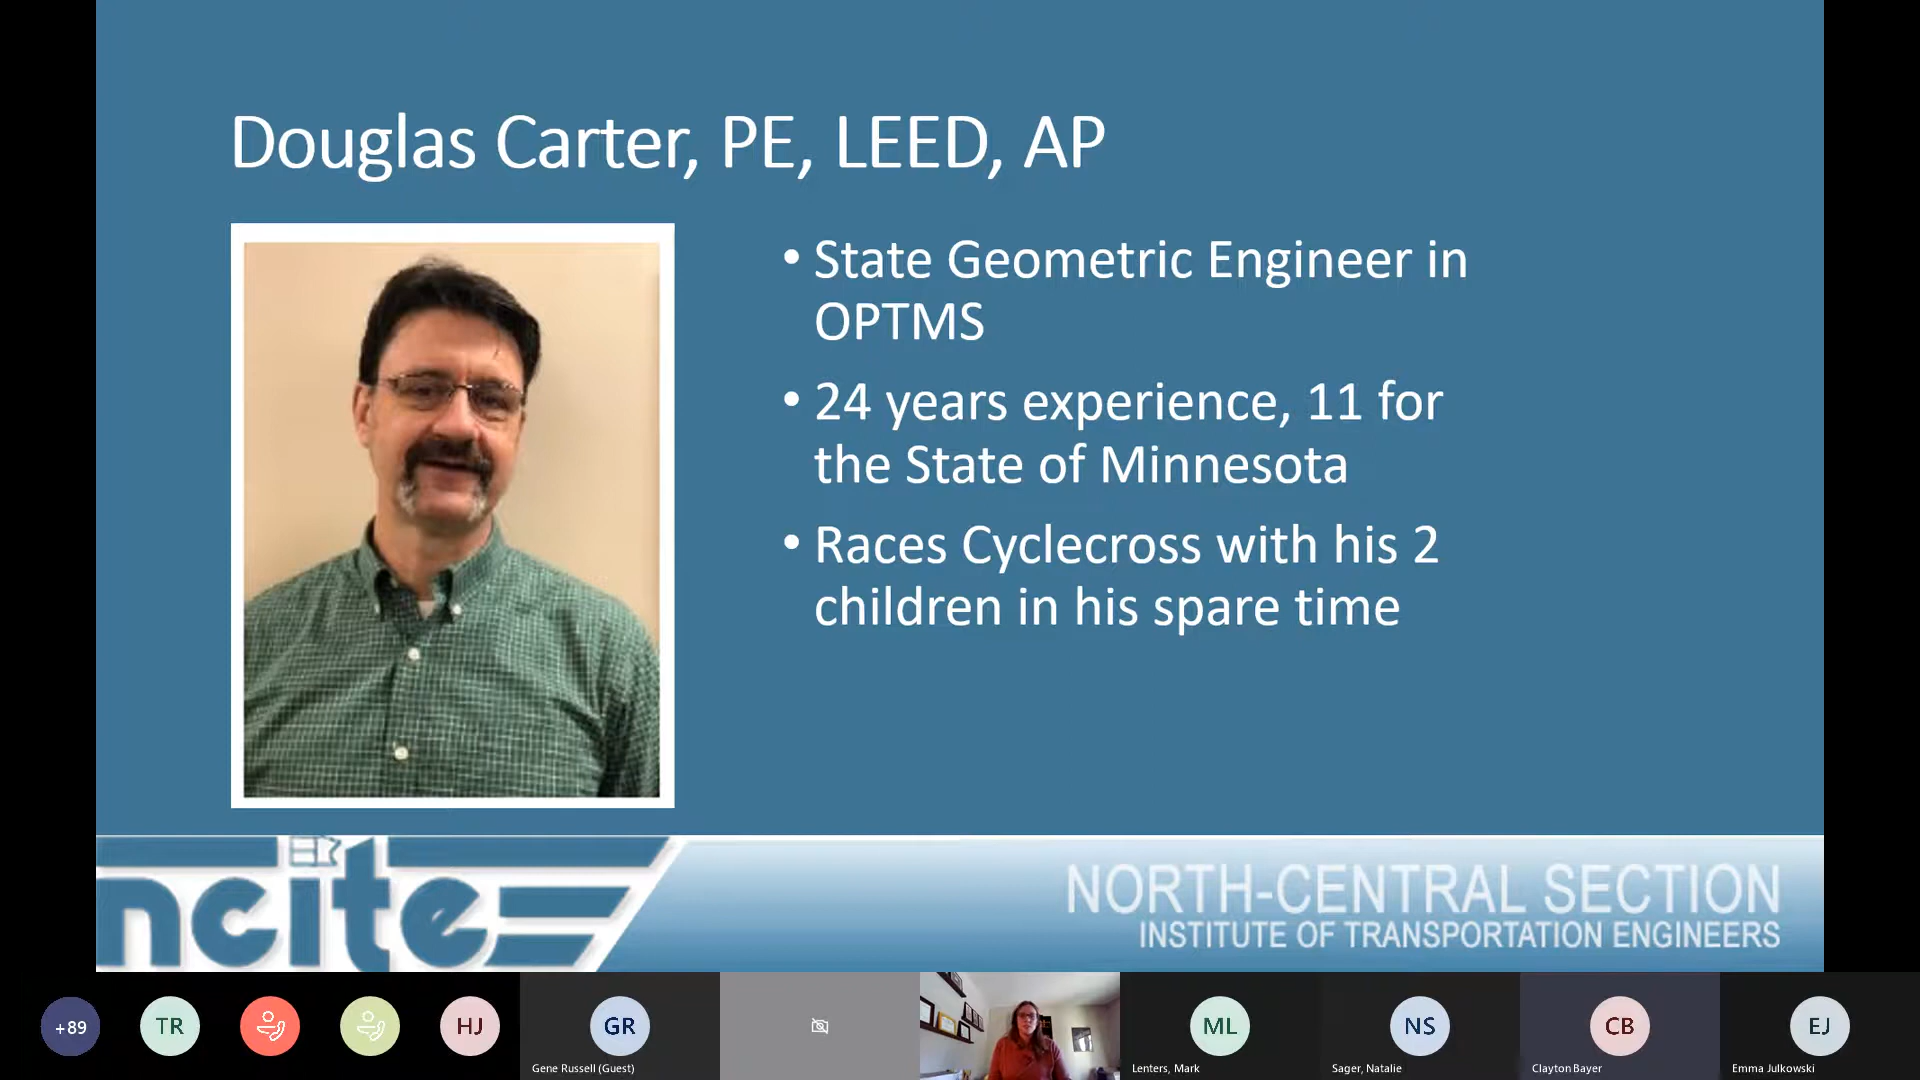 Douglas Carter, PE, LEED, AP
• State Geometric Engineer in
OPTMS
• 24 years experience, 11 for
the State of Minnesota
• Races Cyclecross with his 2
children in his spare time
ncite
NORTH-CENTRAL SECTION
INSTITUTE OF TRANSPORTATION ENGINEERS
+89
TR
HJ
GR
Gene Russell (Guest)
ML
Lenters, Mark
NS
Sager, Natalie
CB
Clayton Bayer
EJ
Emma Julkowski